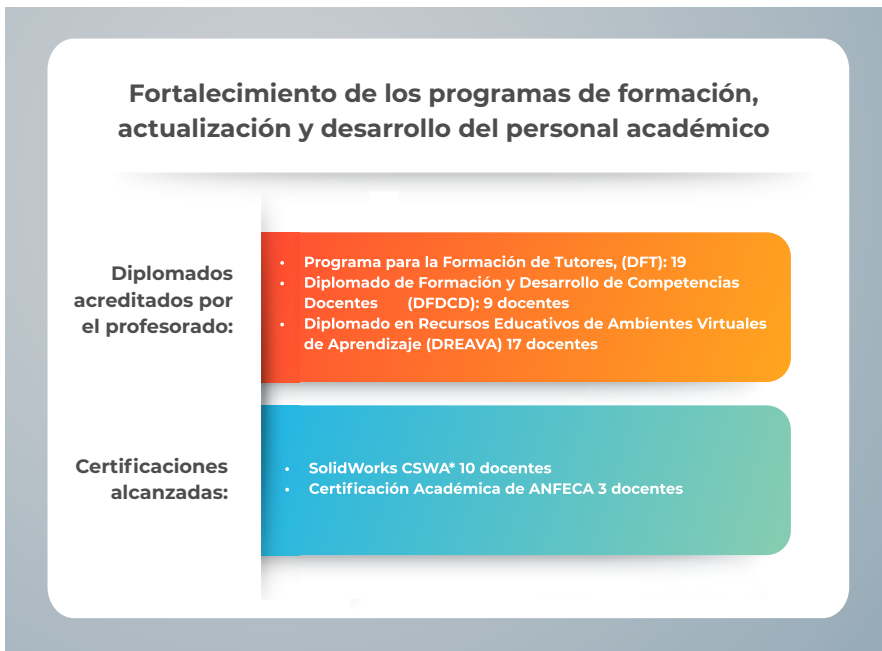 Fortalecimiento de los programas de formación,
actualización y desarrollo del personal académico
Diplomados
acreditados por
el profesorado:
• Programa para la Formación de Tutores, (DFT): 19
• Diplomado de Formación y Desarrollo de Competencias
Docentes (DFDCD): 9 docentes
• Diplomado en Recursos Educativos de Ambientes Virtuales
de Aprendizaje (DREAVA) 17 docentes
Certificaciones
alcanzadas:
• SolidWorks CSWA* 10 docentes
• Certificación Académica de ANFECA 3 docentes